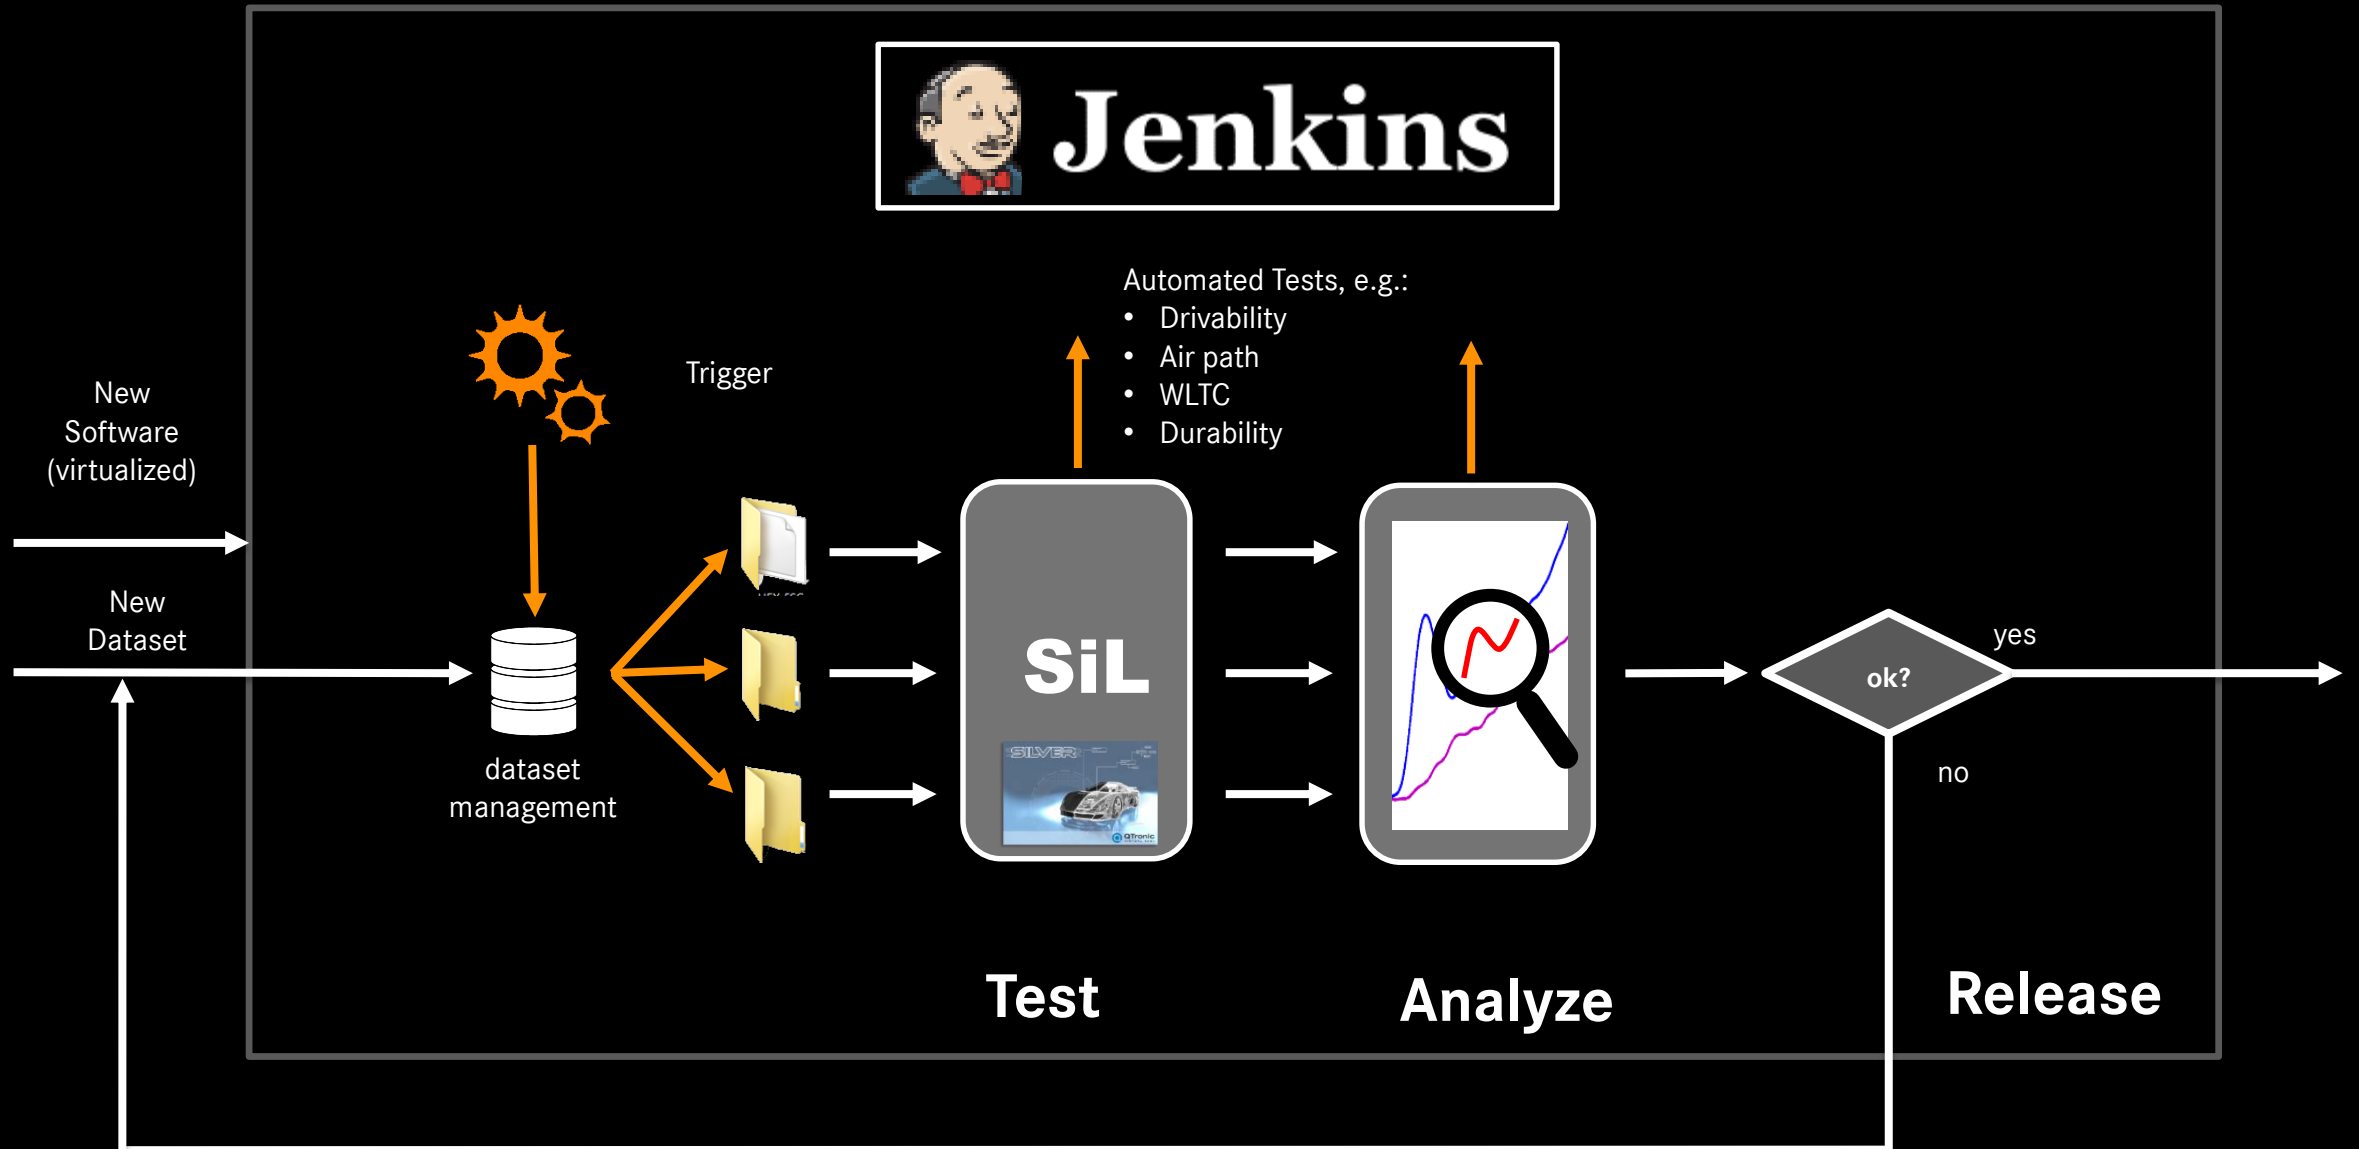 Jenkins
Automated Tests, e.g.:
• Drivability
• Air path
• WLTC
• Durability
Trigger
New
Software
(virtualized)
New
Dataset
dataset
management
SiL
SILVER
QTronic
ok?
yes
no
Test
Analyze
Release